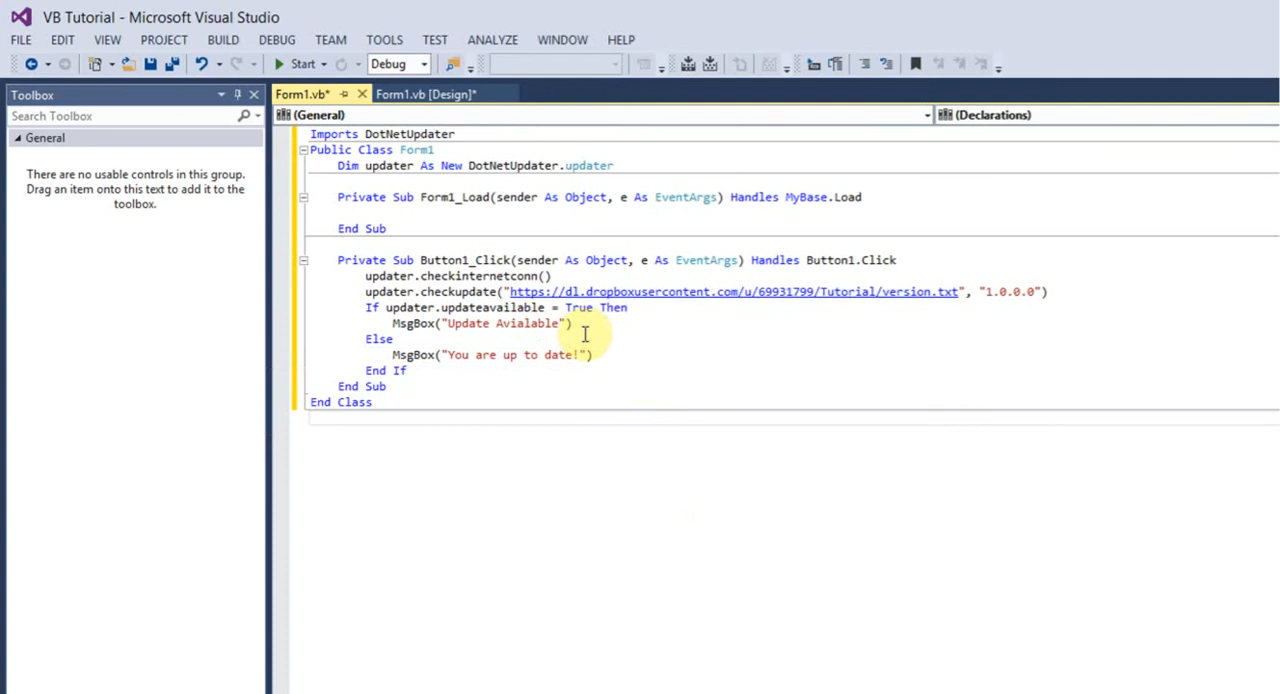 VB Tutorial - Microsoft Visual Studio
FILE EDIT VIEW PROJECT BUILD DEBUG TEAM TOOLS TEST ANALYZE WINDOW HELP
Start Debug
Toolbox
Search Toolbox
General
There are no usable controls in this group.
Drag an item onto this text to add it to the
toolbox.
Form1.vb* Form1.vb [Design]*
(General) (Declarations)
Imports DotNetUpdater
Public Class Form1
Dim updater As New DotNetUpdater.updater
Private Sub Form1_Load(sender As Object, e As EventArgs) Handles MyBase.Load
End Sub
Private Sub Button1_Click(sender As Object, e As EventArgs) Handles Button1.Click
updater.checkinternetconn()
updater.checkupdate("https://dl.dropboxusercontent.com/u/69931799/Tutorial/version.txt", "1.0.0.0")
If updater.updateavailable = True Then
MsgBox("Update Avialable")
Else
MsgBox("You are up to date!")
End If
End Sub
End Class